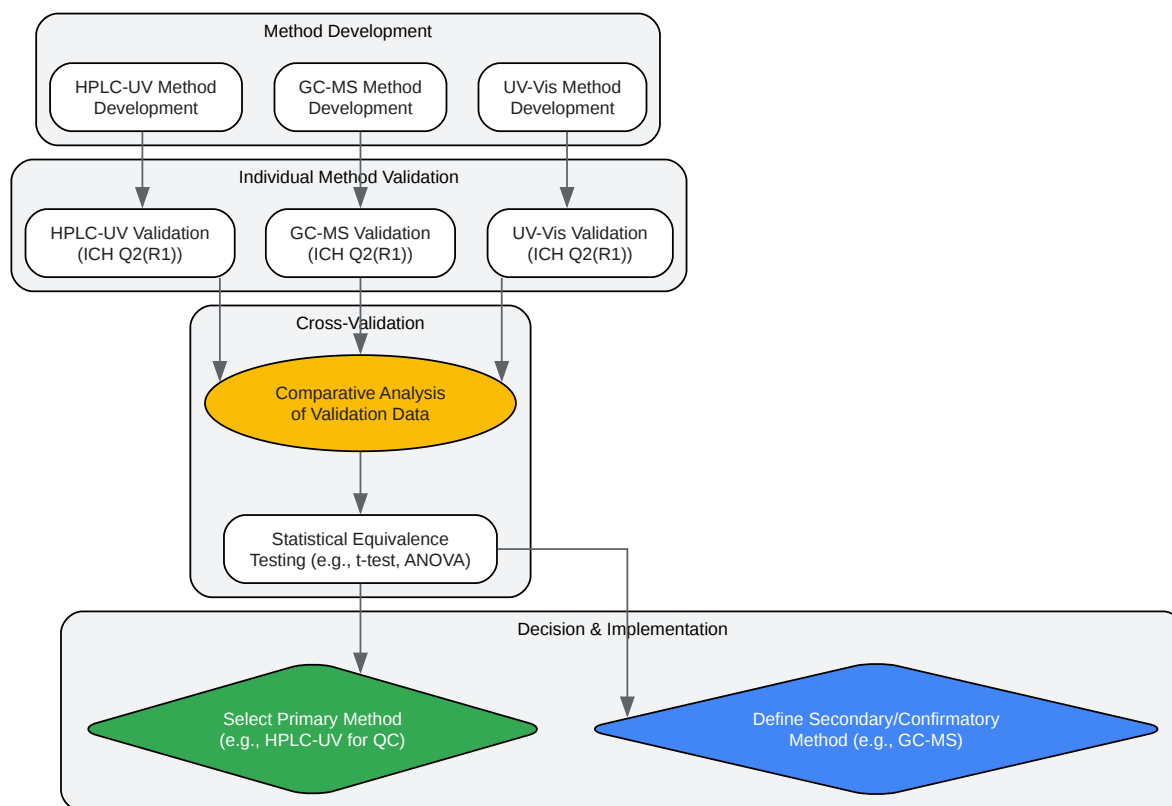 Method Development
HPLC-UV Method
Development
GC-MS Method
Development
UV-Vis Method
Development
Individual Method Validation
HPLC-UV Validation
(ICH Q2(R1))
GC-MS Validation
(ICH Q2(R1))
UV-Vis Validation
(ICH Q2(R1))
Cross-Validation
Comparative Analysis
of Validation Data
Statistical Equivalence
Testing (e.g., t-test, ANOVA)
Decision & Implementation
Select Primary Method
(e.g., HPLC-UV for QC)
Define Secondary/Confirmatory
Method (e.g., GC-MS)